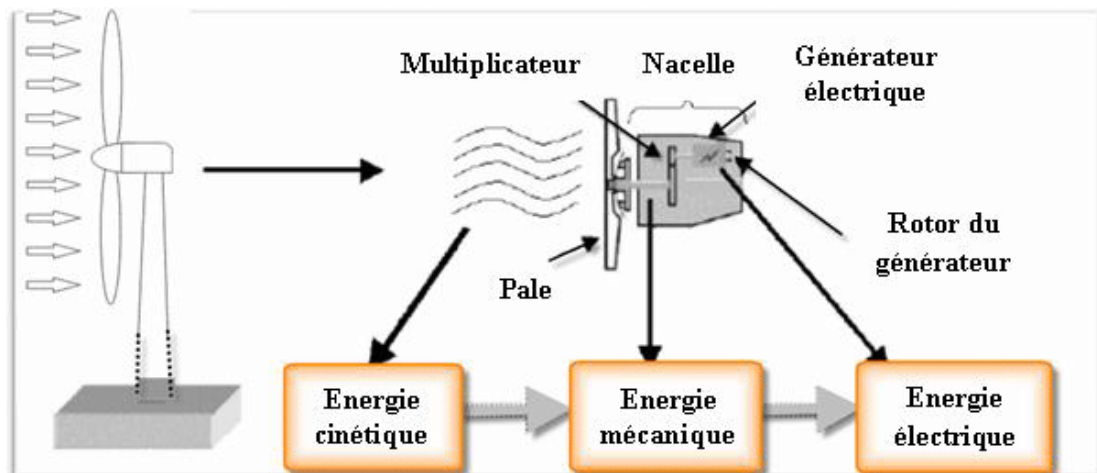 Multiplicateur
Nacelle
Générateur
électrique
Pale
Rotor du
générateur
Energie
cinétique
Energie
mécanique
Energie
électrique